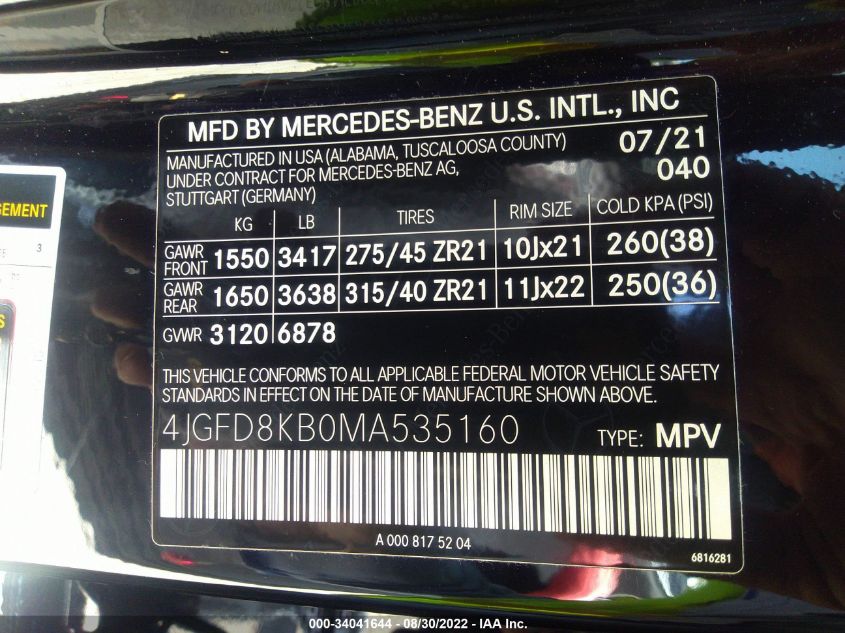 MFD BY MERCEDES-BENZ U.S. INTL., INC
MANUFACTURED IN USA (ALABAMA, TUSCALOOSA COUNTY) 07/21
UNDER CONTRACT FOR MERCEDES-BENZ AG, 040
STUTTGART (GERMANY)
KG LB TIRES RIM SIZE COLD KPA (PSI)
GAWR FRONT 1550 3417 275/45 ZR21 10Jx21 260(38)
GAWR REAR 1650 3638 315/40 ZR21 11Jx22 250(36)
GVWR 3120 6878
THIS VEHICLE CONFORMS TO ALL APPLICABLE FEDERAL MOTOR VEHICLE SAFETY
STANDARDS IN EFFECT ON THE DATE OF MANUFACTURE SHOWN ABOVE.
4JGFD8KB0MA535160 TYPE: MPV
A 000 817 52 04
6816281
GEMENT
3
000-34041644 - 08/30/2022 - IAA Inc.